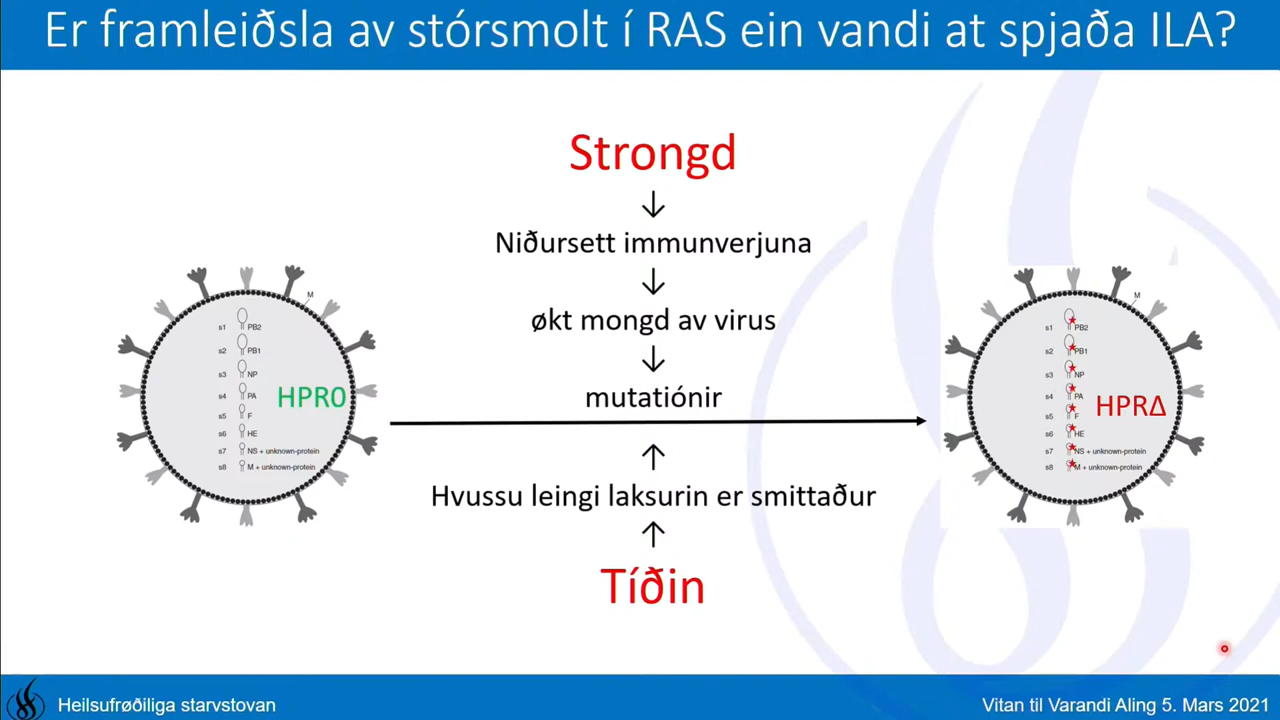 Er framleiðsla av stórsmolt í RAS ein vandi at spjaða ILA?
Strongd
↓
Niðursett immunverjuna
↓
økt mongd av virus
↓
mutatiónir
↑
Hvussu leingi laksurin er smittaður
↑
Tíðin
M
s1 PB2
s2 PB1
s3 NP
s4 PA
s5 F
s6 HE
s7 NS + unknown-protein
s8 M + unknown-protein
HPR0
M
s1 PB2
s2 PB1
s3 NP
s4 PA
s5 F
s6 HE
s7 NS + unknown-protein
s8 M + unknown-protein
HPRΔ
Heilsufrøðiliga starvstovan
Vitan til Varandi Aling 5. Mars 2021